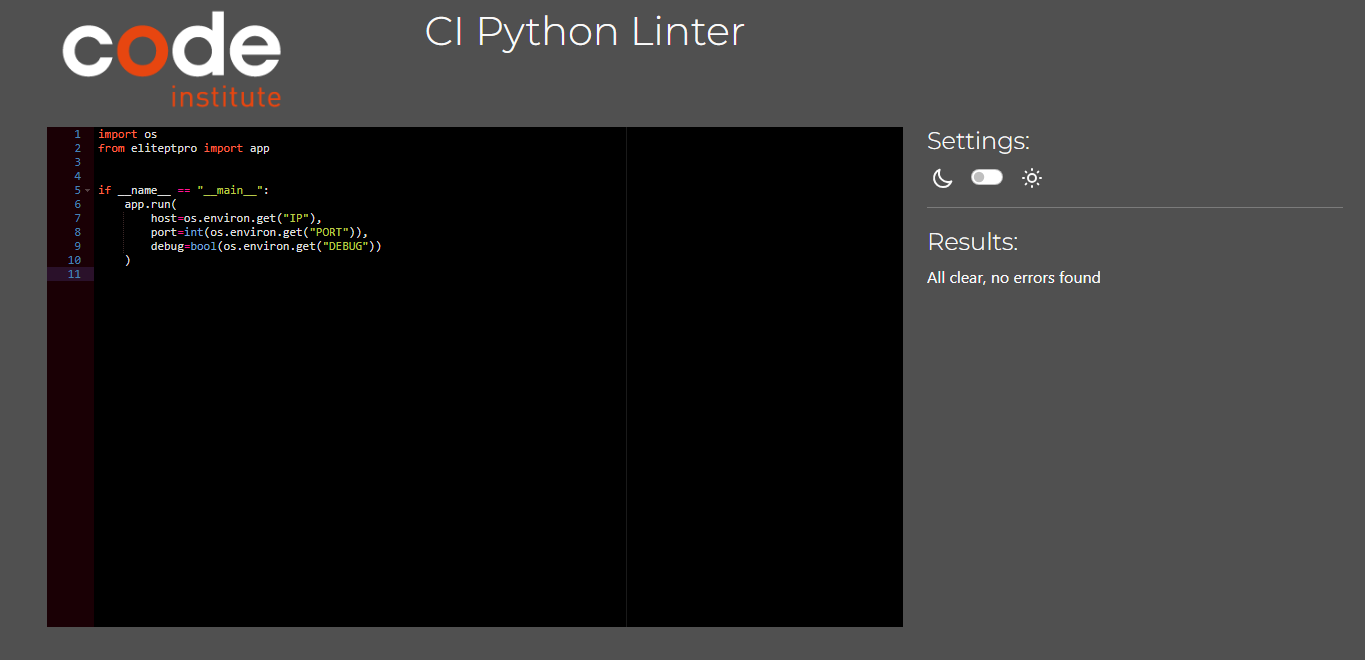 code
institute
CI Python Linter
1 import os
2 from eliteptpro import app
3
4
5 if __name__ == "__main__":
6     app.run(
7         host=os.environ.get("IP"),
8         port=int(os.environ.get("PORT")),
9         debug=bool(os.environ.get("DEBUG"))
10     )
11
Settings:
Results:
All clear, no errors found